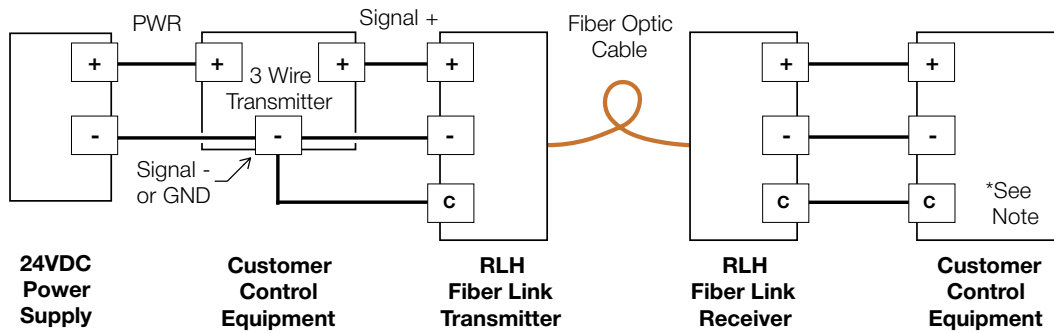 PWR
Signal +
Fiber Optic
Cable
+ + + + + +
3 Wire
Transmitter
- - - - -
Signal -
or GND
C C C
*See
Note
24VDC
Power
Supply
Customer
Control
Equipment
RLH
Fiber Link
Transmitter
RLH
Fiber Link
Receiver
Customer
Control
Equipment